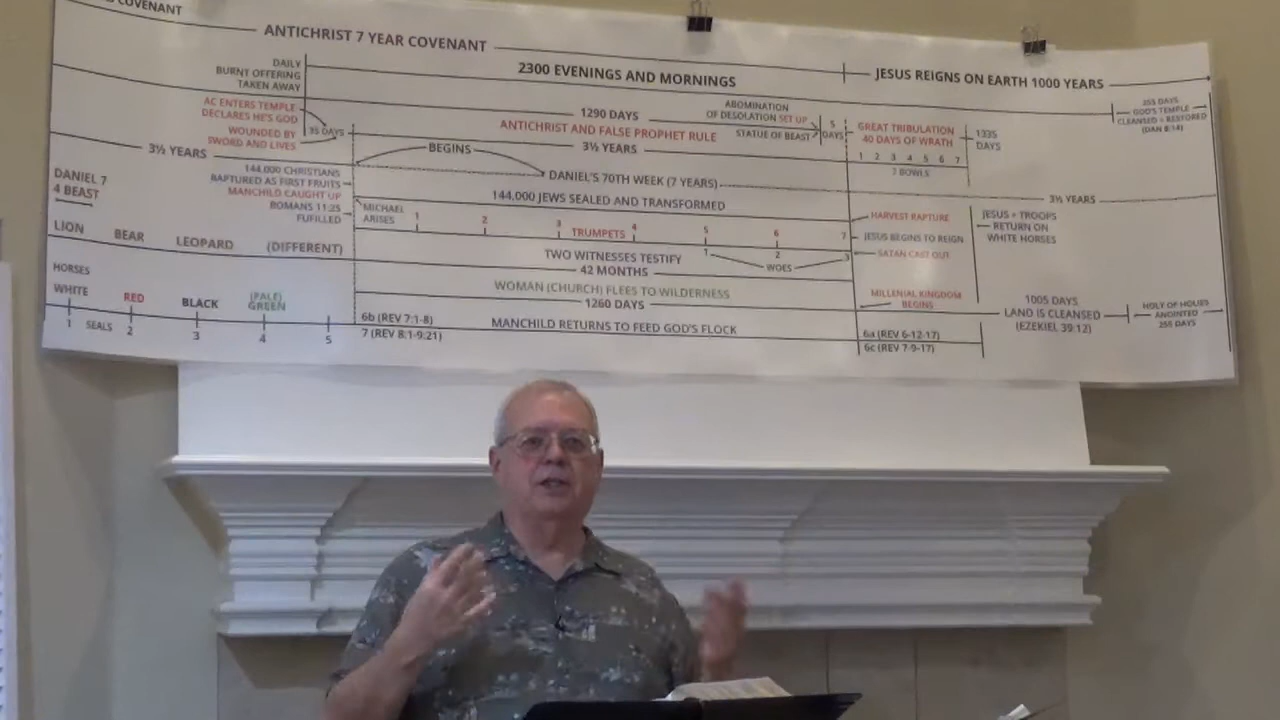 COVENANT
ANTICHRIST 7 YEAR COVENANT
DAILY
BURNT OFFERING
TAKEN AWAY
2300 EVENINGS AND MORNINGS
JESUS REIGNS ON EARTH 1000 YEARS
AC ENTERS TEMPLE
DECLARES HE'S GOD
WOUNDED BY
SWORD AND LIVES
35 DAYS
1290 DAYS
ANTICHRIST AND FALSE PROPHET RULE
3½ YEARS
ABOMINATION
OF DESOLATION SET UP
STATUE OF BEAST
5
DAYS
GREAT TRIBULATION
40 DAYS OF WRATH
1 2 3 4 5 6 7
7 BOWLS
1335
DAYS
255 DAYS
GOD'S TEMPLE
CLEANSED + RESTORED
(DAN 8:14)
3½ YEARS
BEGINS
DANIEL'S 70TH WEEK (7 YEARS)
3½ YEARS
DANIEL 7
4 BEAST
144,000 CHRISTIANS
RAPTURED AS FIRST FRUITS
MANCHILD CAUGHT UP
ROMANS 11:25
FUFILLED
144,000 JEWS SEALED AND TRANSFORMED
MICHAEL
ARISES
1 2 3 TRUMPETS 4 5 6 7
HARVEST RAPTURE
JESUS BEGINS TO REIGN
SATAN CAST OUT
JESUS + TROOPS
RETURN ON
WHITE HORSES
LION BEAR LEOPARD (DIFFERENT)
TWO WITNESSES TESTIFY
1 2 3
WOES
42 MONTHS
HORSES
WHITE RED BLACK (PALE)
GREEN
1 SEALS 2 3 4 5
WOMAN (CHURCH) FLEES TO WILDERNESS
1260 DAYS
MILLENIAL KINGDOM
BEGINS
1005 DAYS
LAND IS CLEANSED
(EZEKIEL 39:12)
HOLY OF HOLIES
ANOINTED
255 DAYS
6b (REV 7:1-8)
7 (REV 8:1-9:21)
MANCHILD RETURNS TO FEED GOD'S FLOCK
6a (REV 6-12-17)
6c (REV 7-9-17)